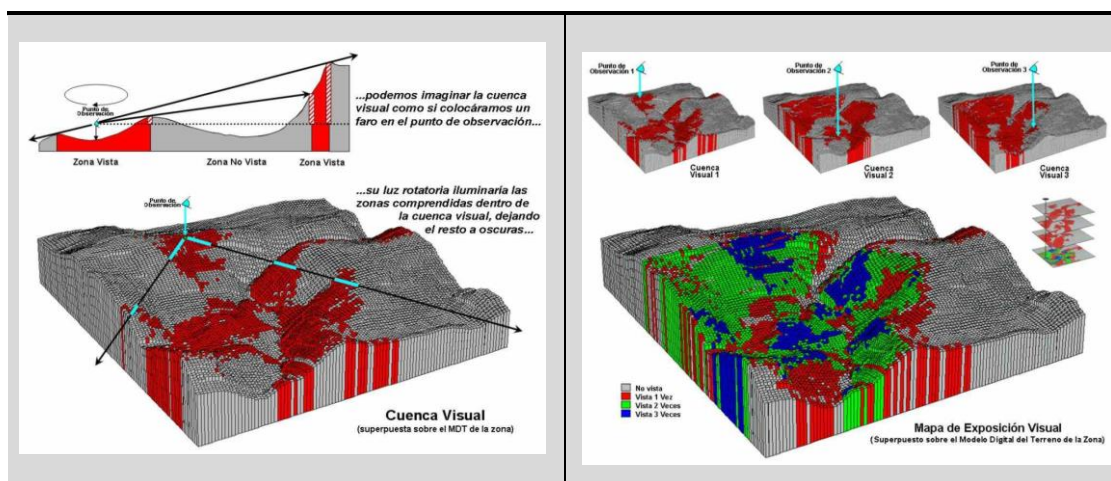 Punto de
Observación
...podemos imaginar la cuenca
visual como si colocáramos un
faro en el punto de observación...
Zona Vista
Zona No Vista
Zona Vista
...su luz rotatoria iluminaría las
zonas comprendidas dentro de
la cuenca visual, dejando
el resto a oscuras...
Punto de
Observación
Cuenca Visual
(superpuesta sobre el MDT de la zona)
Punto de
Observación 1
Punto de
Observación 2
Punto de
Observación 3
Cuenca
Visual 1
Cuenca
Visual 2
Cuenca
Visual 3
No vista
Vista 1 Vez
Vista 2 Veces
Vista 3 Veces
Mapa de Exposición Visual
(Superpuesto sobre el Modelo Digital del Terreno de la Zona)